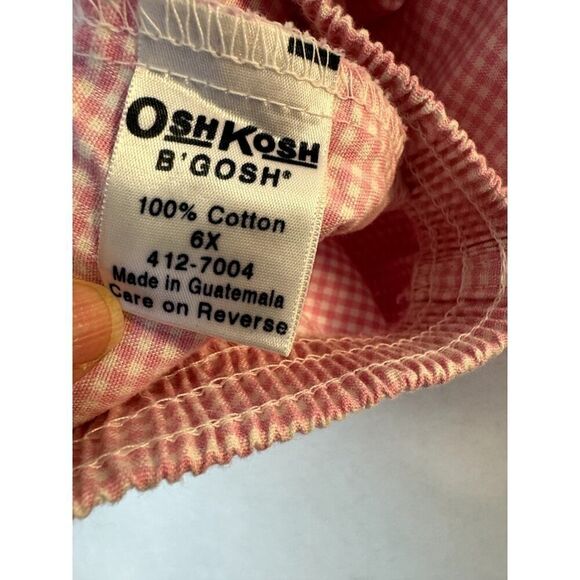 OSHKOSH
B'GOSH®
100% Cotton
6X
412-7004
Made in Guatemala
Care on Reverse